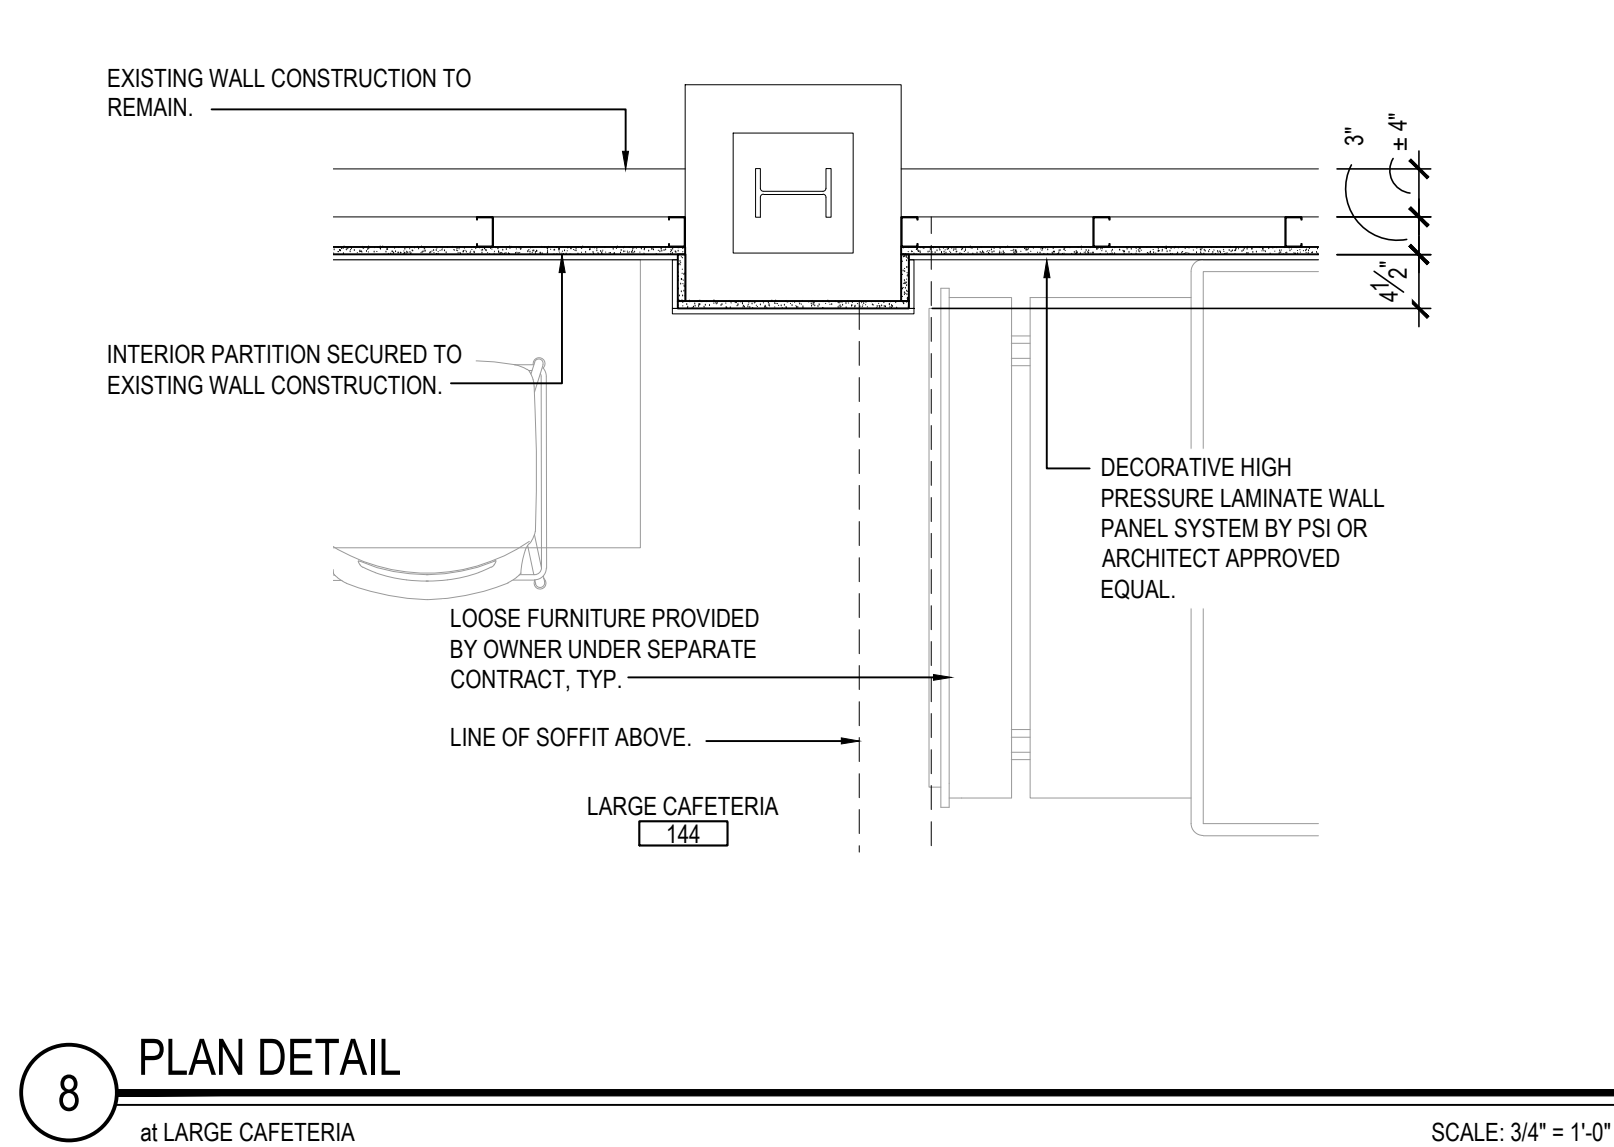 EXISTING WALL CONSTRUCTION TO
REMAIN.
3"
± 4"
4½"
INTERIOR PARTITION SECURED TO
EXISTING WALL CONSTRUCTION.
DECORATIVE HIGH
PRESSURE LAMINATE WALL
PANEL SYSTEM BY PSI OR
ARCHITECT APPROVED
EQUAL.
LOOSE FURNITURE PROVIDED
BY OWNER UNDER SEPARATE
CONTRACT, TYP.
LINE OF SOFFIT ABOVE.
LARGE CAFETERIA
144
8
PLAN DETAIL
at LARGE CAFETERIA
SCALE: 3/4" = 1'-0"